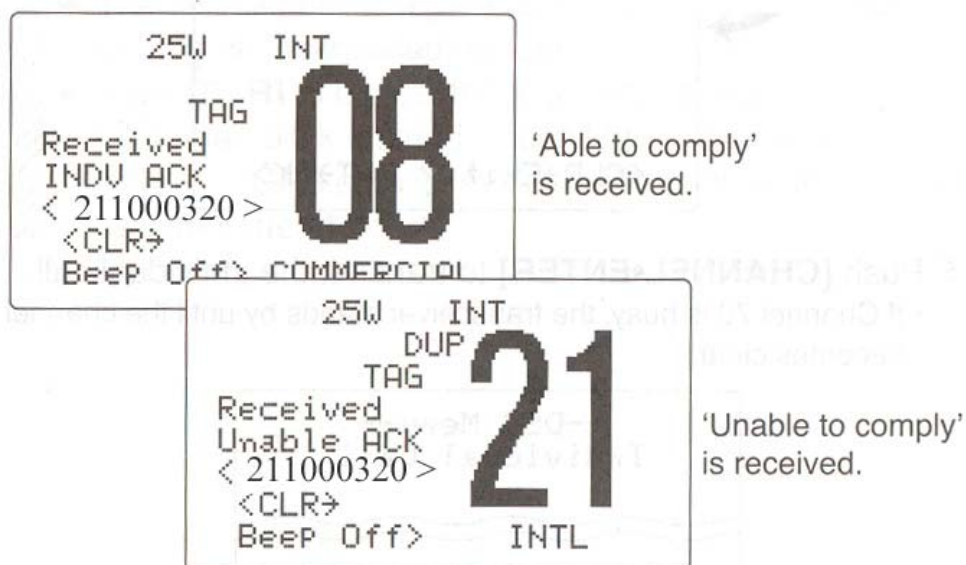 25W INT
08
TAG
Received
INDV ACK
< 211000320 >
<CLR→
Beep Off> COMMERCIAL
'Able to comply'
is received.
25W INT
DUP
21
TAG
Received
Unable ACK
< 211000320 >
<CLR→
Beep Off> INTL
'Unable to comply'
is received.